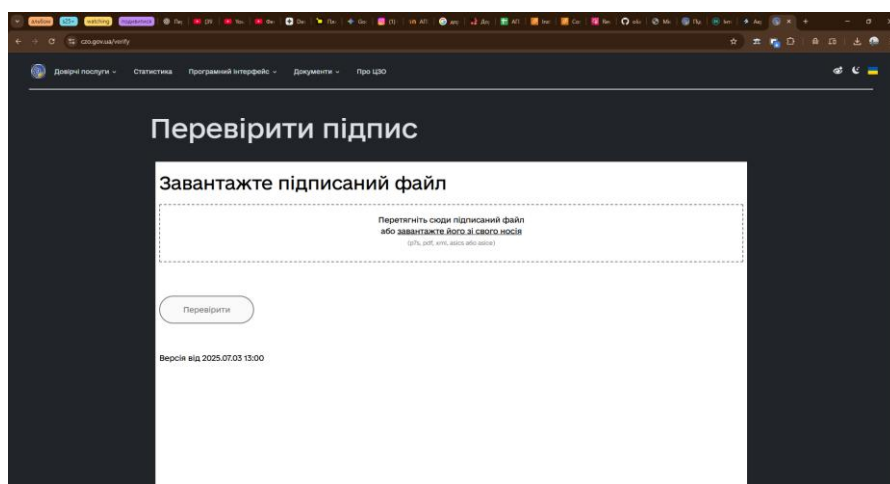 watching
czo.gov.ua/verify
Довірчі послуги Статистика Програмний інтерфейс Документи Про ЦЗО
Перевірити підпис
Завантажте підписаний файл
Перетягніть сюди підписаний файл
або завантажте його зі свого носія
(p7s, pdf, xml, asics або asice)
Перевірити
Версія від 2025.07.03 13:00